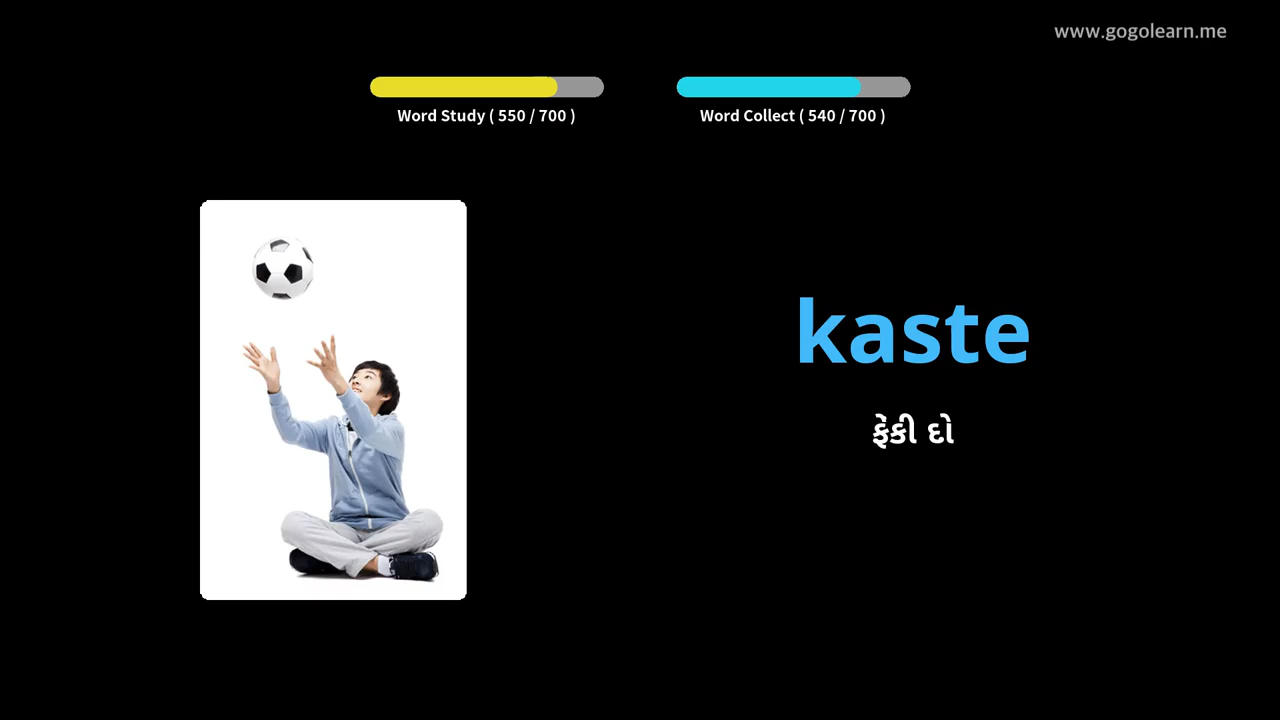 www.gogolearn.me
Word Study ( 550 / 700 )
Word Collect ( 540 / 700 )
kaste
ફેંકી દો